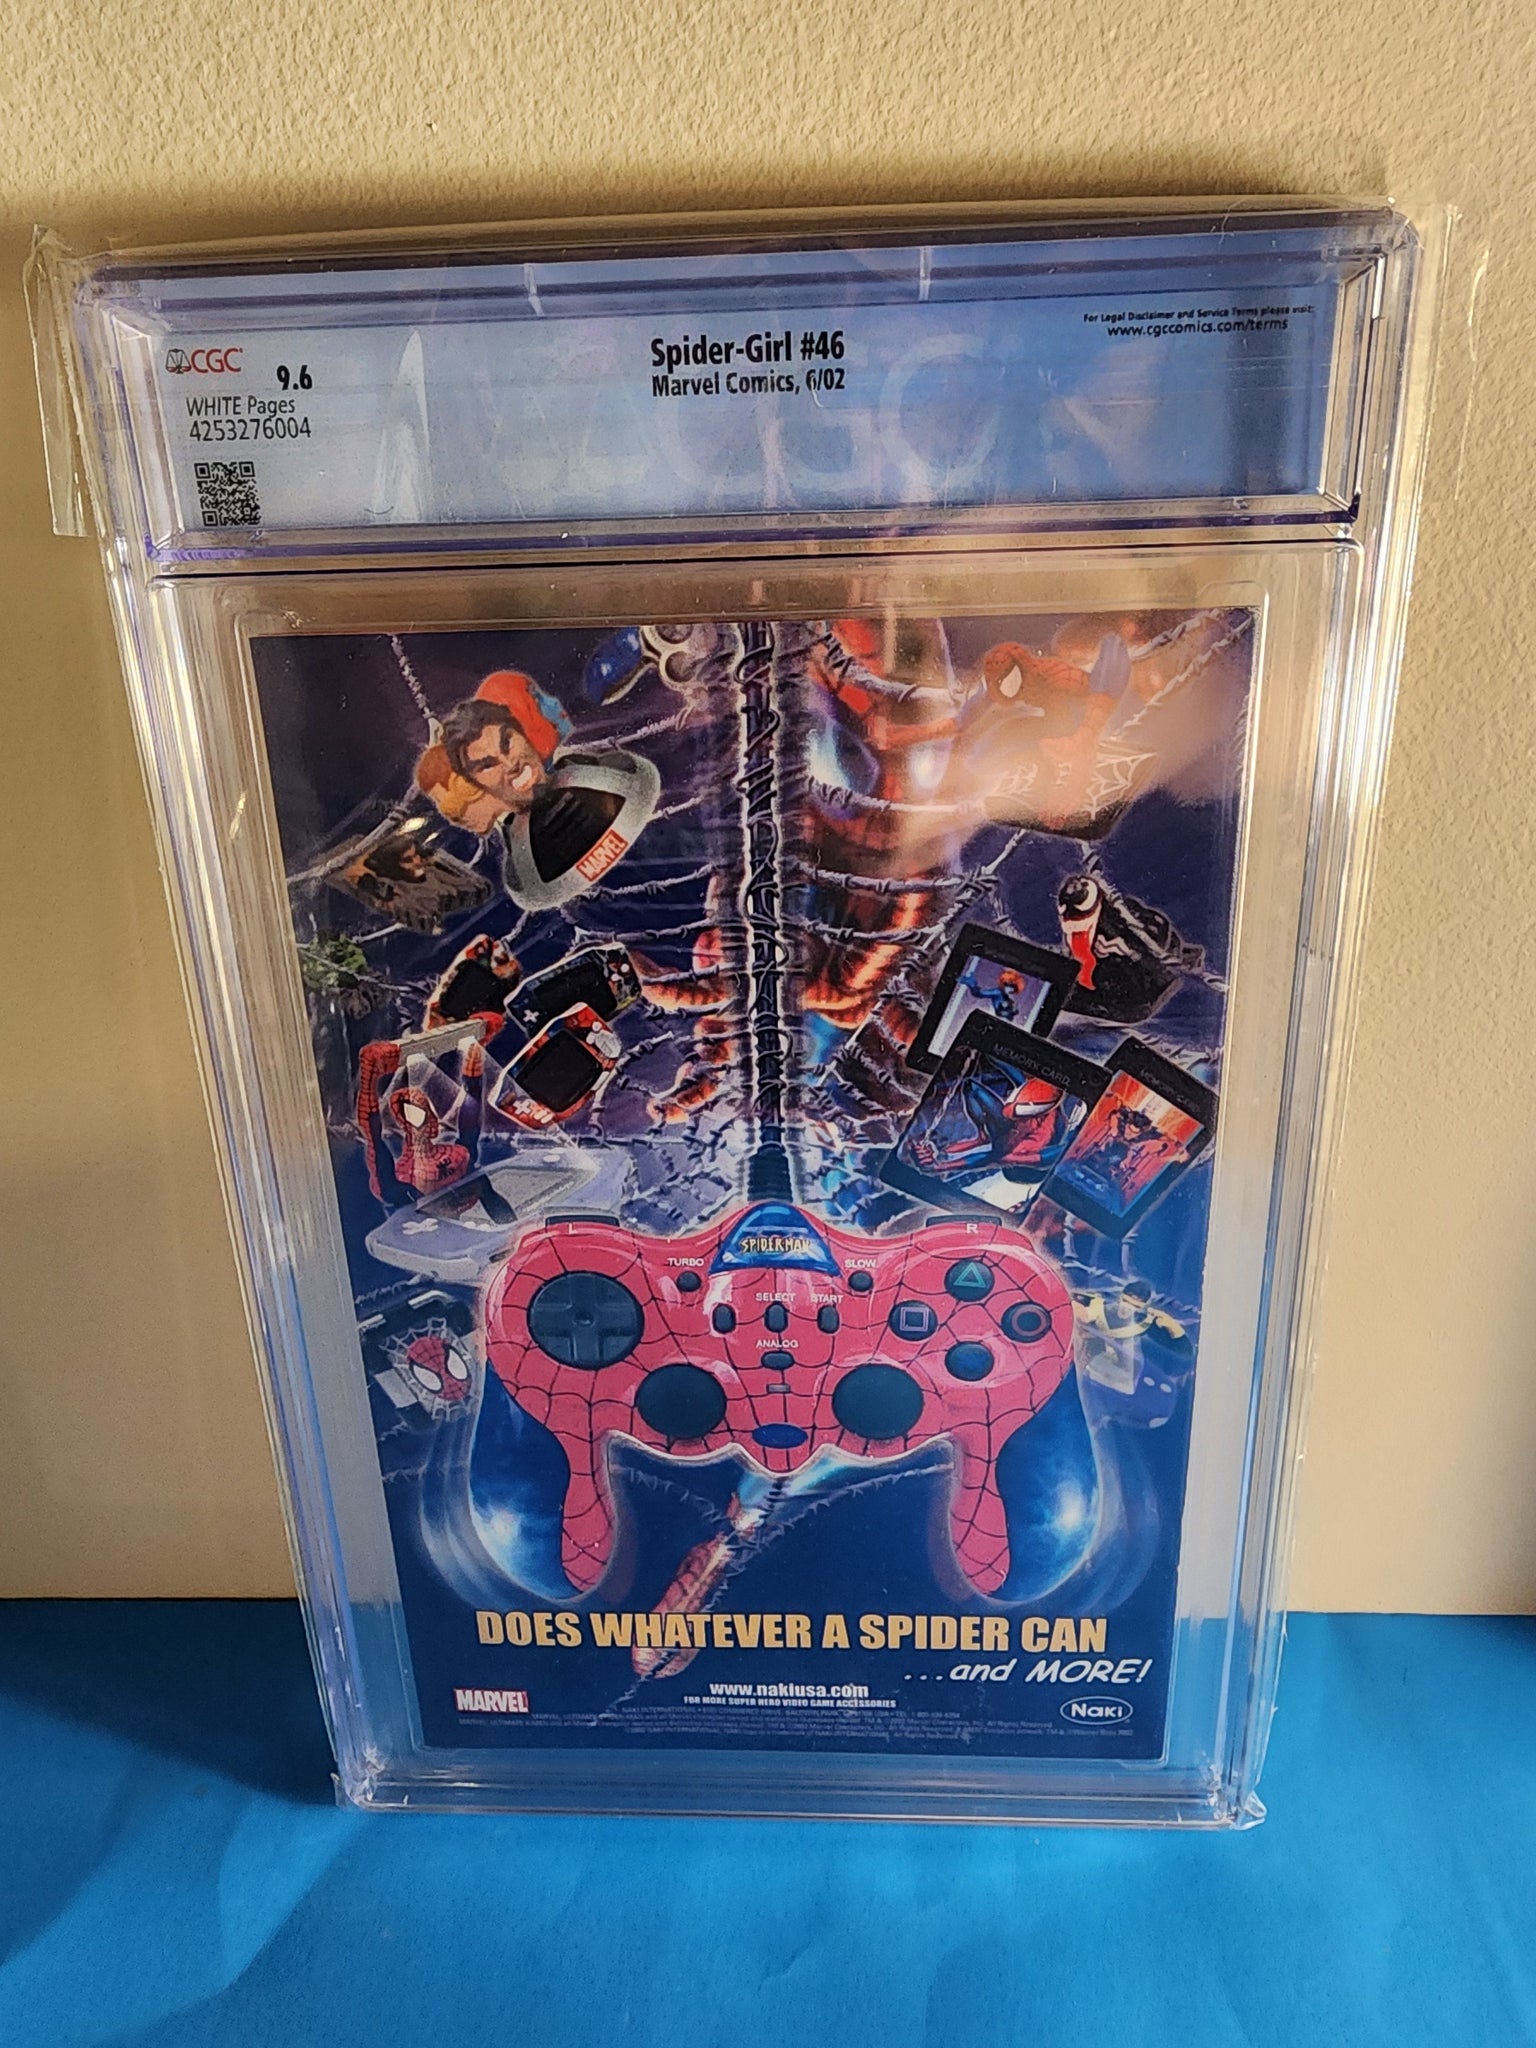 CGC
9.6
WHITE Pages
4253276004
Spider-Girl #46
Marvel Comics, 6/02
For Legal Disclaimer and Service Terms please visit:
www.cgccomics.com/terms
MARVEL
MEMORY CARD
L
R
SPIDER-MAN
TURBO
SLOW
SELECT
START
ANALOG
DOES WHATEVER A SPIDER CAN
...and MORE!
www.nakiusa.com
FOR MORE SUPER HERO VIDEO GAME ACCESSORIES
MARVEL
Naki